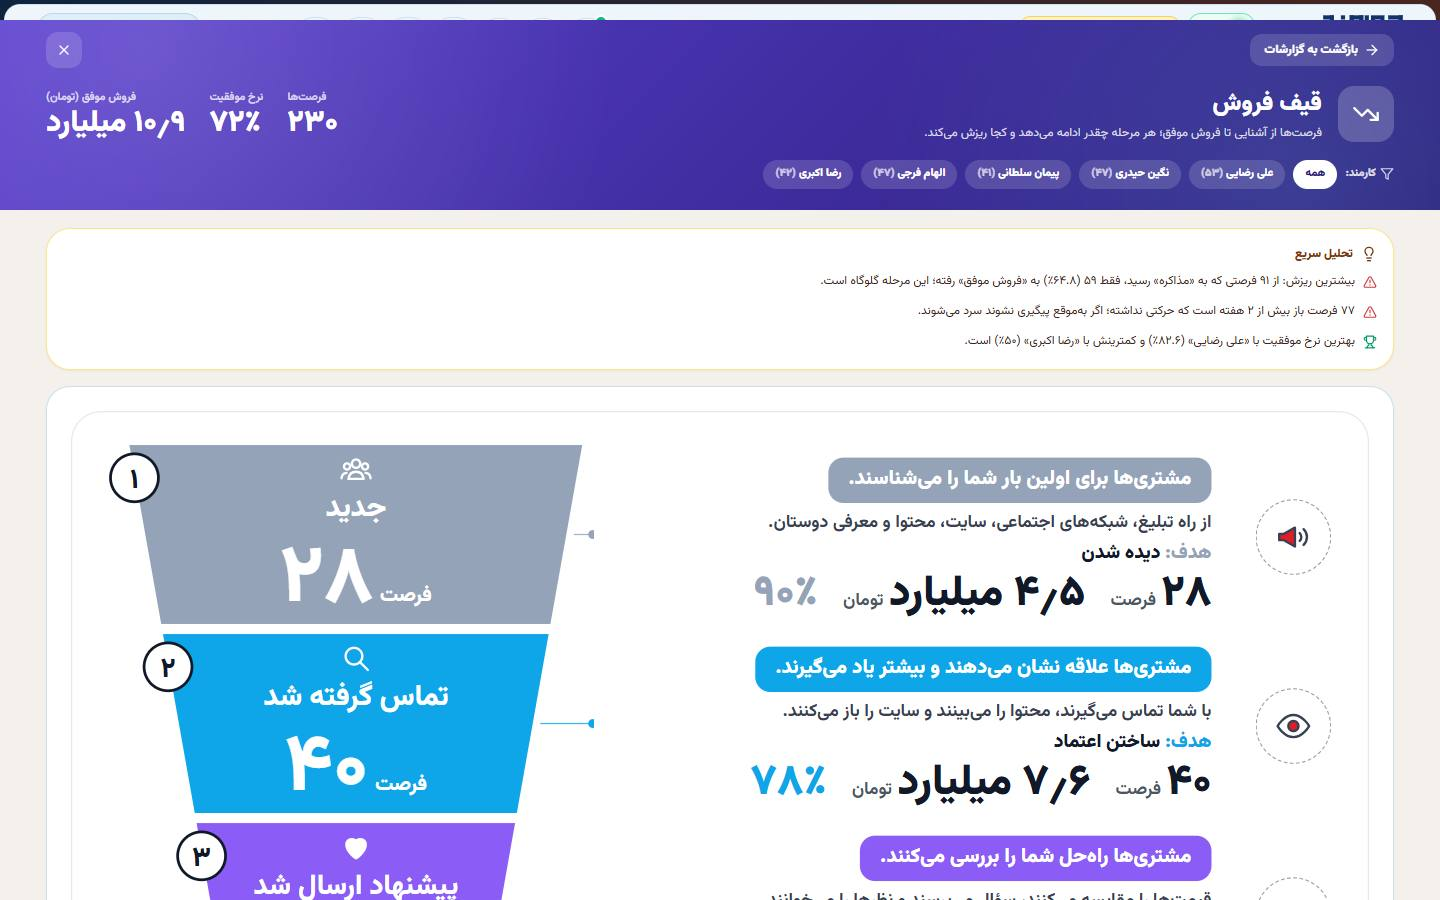 بازگشت به گزارشات
قیف فروش
فرصت‌ها از آشنایی تا فروش موفق؛ هر مرحله چقدر ادامه می‌دهد و کجا ریزش می‌کند.
فرصت‌ها
۲۳۰
نرخ موفقیت
۷۲٪
فروش موفق (تومان)
۱۰٫۹ میلیارد
کارمند:
همه
علی رضایی (۵۳)
نگین حیدری (۴۷)
پیمان سلطانی (۴۱)
الهام فرجی (۴۷)
رضا اکبری (۴۲)
تحلیل سریع
بیشترین ریزش: از ۹۱ فرصتی که به «مذاکره» رسید، فقط ۵۹ (۶۴.۸٪) به «فروش موفق» رفته؛ این مرحله گلوگاه است.
۷۷ فرصت باز بیش از ۲ هفته است که حرکتی نداشته؛ اگر به‌موقع پیگیری نشوند سرد می‌شوند.
بهترین نرخ موفقیت با «علی رضایی» (۸۲.۶٪) و کمترینش با «رضا اکبری» (۵۰٪) است.
مشتری‌ها برای اولین بار شما را می‌شناسند.
از راه تبلیغ، شبکه‌های اجتماعی، سایت، محتوا و معرفی دوستان.
هدف: دیده شدن
۲۸ فرصت ۴٫۵ میلیارد تومان ۹۰٪
۱
جدید
۲۸ فرصت
مشتری‌ها علاقه نشان می‌دهند و بیشتر یاد می‌گیرند.
با شما تماس می‌گیرند، محتوا را می‌بینند و سایت را باز می‌کنند.
هدف: ساختن اعتماد
۴۰ فرصت ۷٫۶ میلیارد تومان ۷۸٪
۲
تماس گرفته شد
۴۰ فرصت
مشتری‌ها راه‌حل شما را بررسی می‌کنند.
۳
پیشنهاد ارسال شد